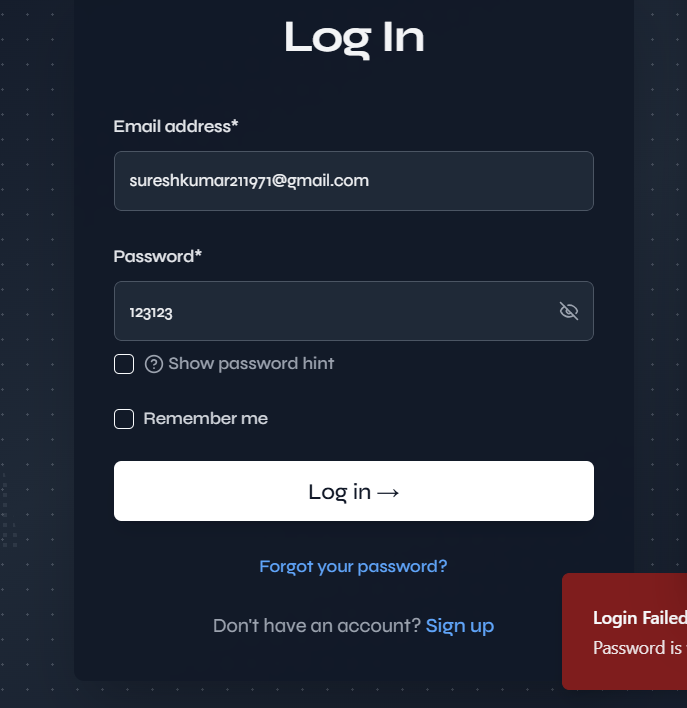 Log In
Email address*
sureshkumar211971@gmail.com
Password*
123123
Show password hint
Remember me
Log in →
Forgot your password?
Don't have an account? Sign up
Login Failed
Password is